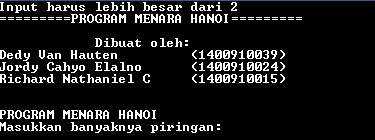 Input harus lebih besar dari 2
=========PROGRAM MENARA HANOI=========
Dibuat oleh:
Dedy Van Hauten (1400910039)
Jordy Cahyo Elalno (1400910024)
Richard Nathaniel C (1400910015)
PROGRAM MENARA HANOI
Masukkan banyaknya piringan: